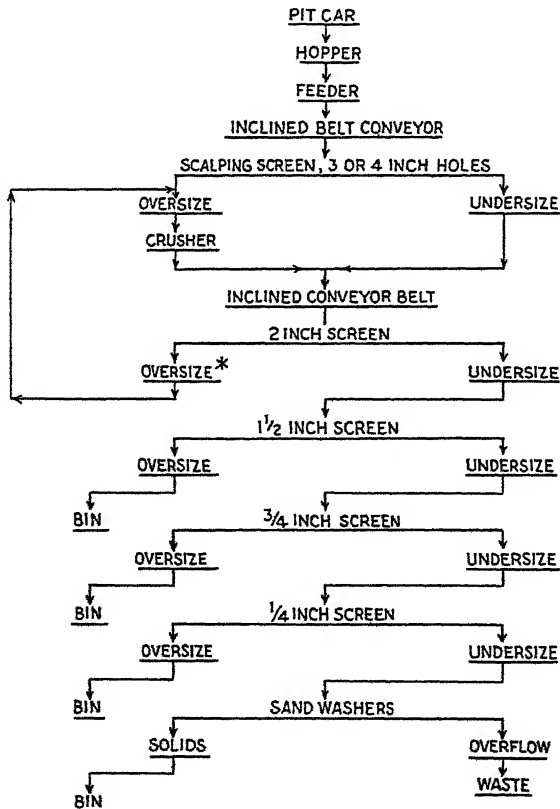 PIT CAR
HOPPER
FEEDER
INCLINED BELT CONVEYOR
SCALPING SCREEN, 3 OR 4 INCH HOLES
OVERSIZE UNDERSIZE
CRUSHER
INCLINED CONVEYOR BELT
2 INCH SCREEN
OVERSIZE* UNDERSIZE
1 1/2 INCH SCREEN
OVERSIZE UNDERSIZE
BIN
3/4 INCH SCREEN
OVERSIZE UNDERSIZE
BIN
1/4 INCH SCREEN
OVERSIZE UNDERSIZE
BIN
SAND WASHERS
SOLIDS OVERFLOW
BIN WASTE